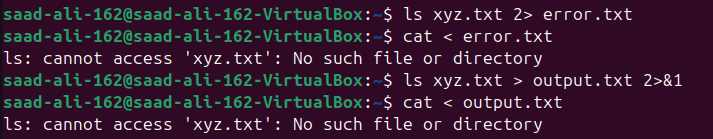 saad-ali-162@saad-ali-162-VirtualBox:~$ ls xyz.txt 2> error.txt
saad-ali-162@saad-ali-162-VirtualBox:~$ cat < error.txt
ls: cannot access 'xyz.txt': No such file or directory
saad-ali-162@saad-ali-162-VirtualBox:~$ ls xyz.txt > output.txt 2>&1
saad-ali-162@saad-ali-162-VirtualBox:~$ cat < output.txt
ls: cannot access 'xyz.txt': No such file or directory